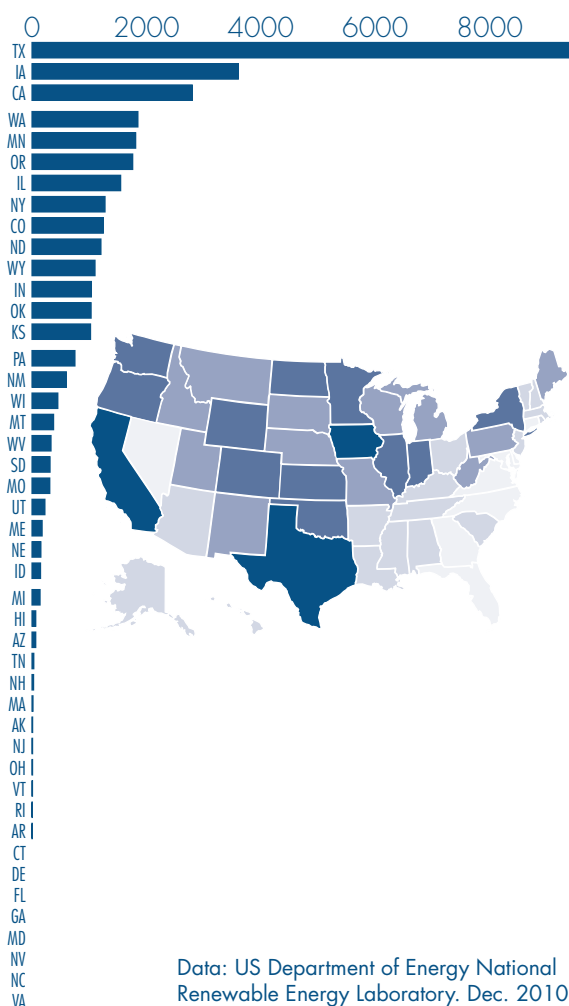 0 2000 4000 6000 8000
TX
IA
CA
WA
MN
OR
IL
NY
CO
ND
WY
IN
OK
KS
PA
NM
WI
MT
WV
SD
MO
UT
ME
NE
ID
MI
HI
AZ
TN
NH
MA
AK
NJ
OH
VT
RI
AR
CT
DE
FL
GA
MD
NV
NC
VA
Data: US Department of Energy National
Renewable Energy Laboratory, Dec. 2010